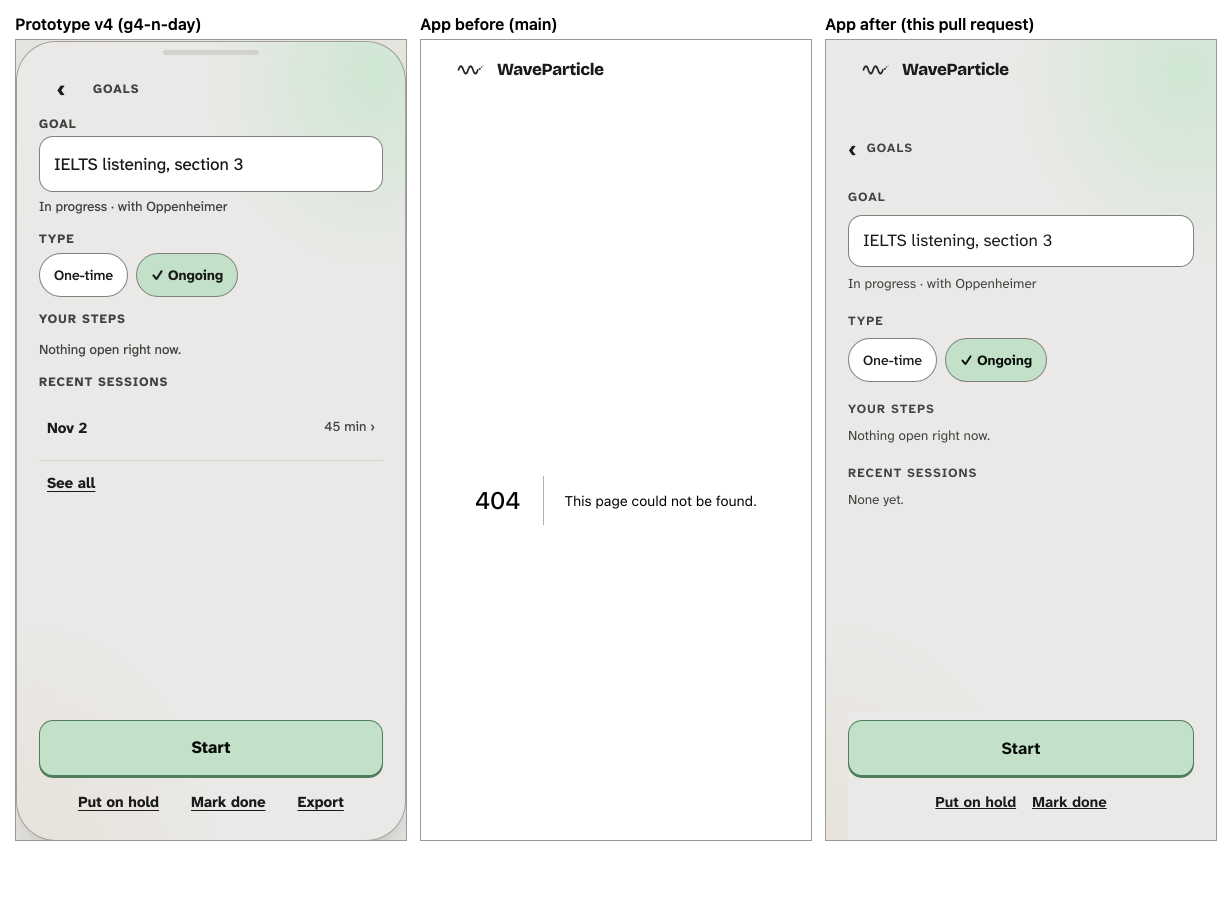 Prototype v4 (g4-n-day)
‹ GOALS
GOAL
IELTS listening, section 3
In progress · with Oppenheimer
TYPE
One-time
✓ Ongoing
YOUR STEPS
Nothing open right now.
RECENT SESSIONS
Nov 2
45 min ›
See all
Start
Put on hold
Mark done
Export
App before (main)
WaveParticle
404
This page could not be found.
App after (this pull request)
WaveParticle
‹ GOALS
GOAL
IELTS listening, section 3
In progress · with Oppenheimer
TYPE
One-time
✓ Ongoing
YOUR STEPS
Nothing open right now.
RECENT SESSIONS
None yet.
Start
Put on hold
Mark done